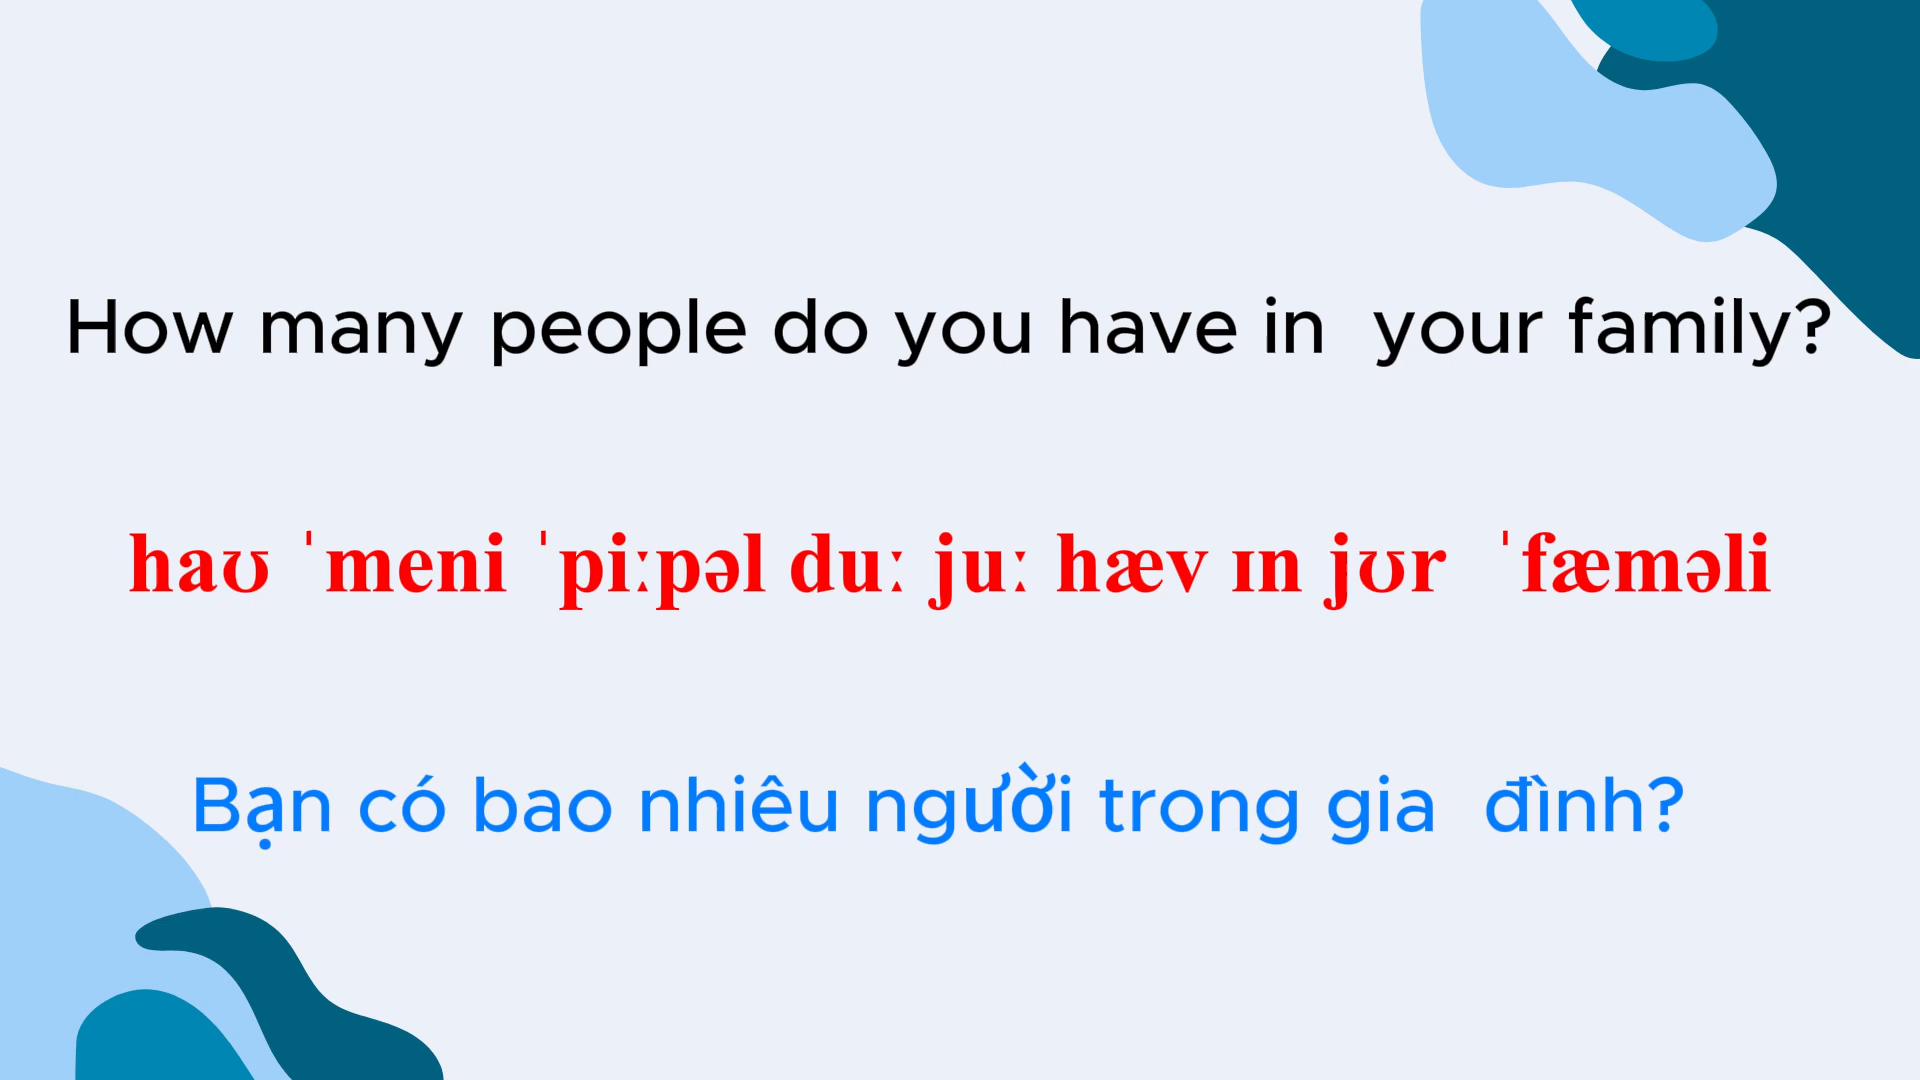 How many people do you have in  your family?
haʊ ˈmeni ˈpiːpəl duː juː hæv ɪn jʊr  ˈfæməli
Bạn có bao nhiêu người trong gia  đình?